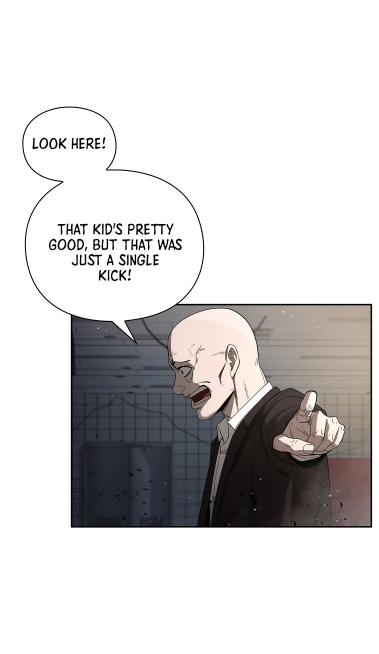 LOOK HERE!
THAT KID'S PRETTY
GOOD, BUT THAT WAS
JUST A SINGLE
KICK!